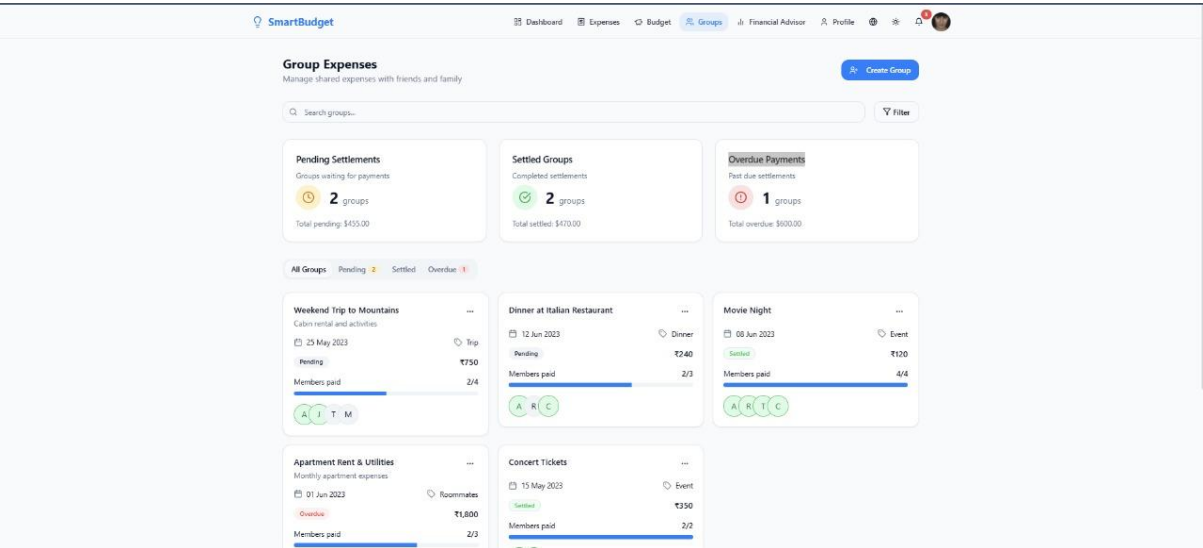 SmartBudget
Dashboard Expenses Budget Groups Financial Advisor Profile
Group Expenses
Manage shared expenses with friends and family
Create Group
Search groups...
Filter
Pending Settlements
Groups waiting for payments
2 groups
Total pending: $455.00
Settled Groups
Completed settlements
2 groups
Total settled: $470.00
Overdue Payments
Past due settlements
1 groups
Total overdue: $600.00
All Groups Pending 2 Settled Overdue 1
Weekend Trip to Mountains ...
Cabin rental and activities
25 May 2023 Trip
Pending ₹750
Members paid 2/4
A J T M
Dinner at Italian Restaurant ...
12 Jun 2023 Dinner
Pending ₹240
Members paid 2/3
A R C
Movie Night ...
08 Jun 2023 Event
Settled ₹120
Members paid 4/4
A R T C
Apartment Rent & Utilities ...
Monthly apartment expenses
01 Jun 2023 Roommates
Overdue ₹1,800
Members paid 2/3
Concert Tickets ...
15 May 2023 Event
Settled ₹350
Members paid 2/2